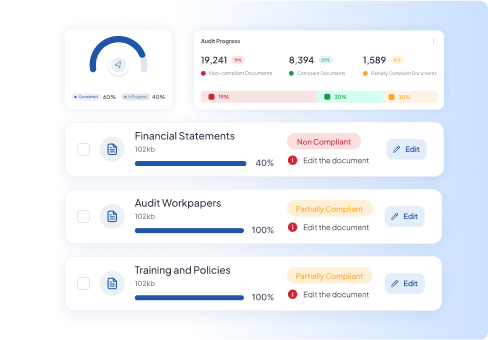 Completed 60% In Progress 40%
Audit Progress
19,241 19% 8,394 8,394 1,589
Non-compliant Documents Compliant Documents Partially Compliant Documents
19% 30% 30%
Financial Statements
102kb
40%
Non Compliant
Edit the document
Edit
Audit Workpapers
102kb
100%
Partially Compliant
Edit the document
Edit
Training and Policies
102kb
100%
Partially Compliant
Edit the document
Edit